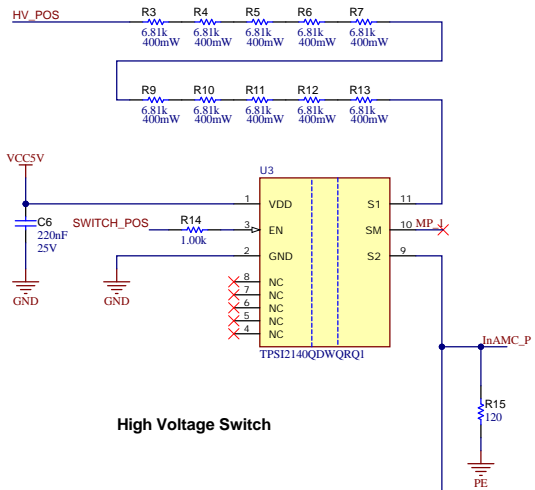 HV_POS
R3 R4 R5 R6 R7
6.81k 6.81k 6.81k 6.81k 6.81k
400mW 400mW 400mW 400mW 400mW
R9 R10 R11 R12 R13
6.81k 6.81k 6.81k 6.81k 6.81k
400mW 400mW 400mW 400mW 400mW
VCC5V
U3
1 VDD S1 11
C6
220nF
25V
SWITCH_POS R14 3 EN SM 10 MP_I
1.00k
2 GND S2 9
GND GND
8 NC
7 NC
6 NC
5 NC
4 NC
TPSI2140QDWQRQ1
InAMC_P
R15
120
PE
High Voltage Switch